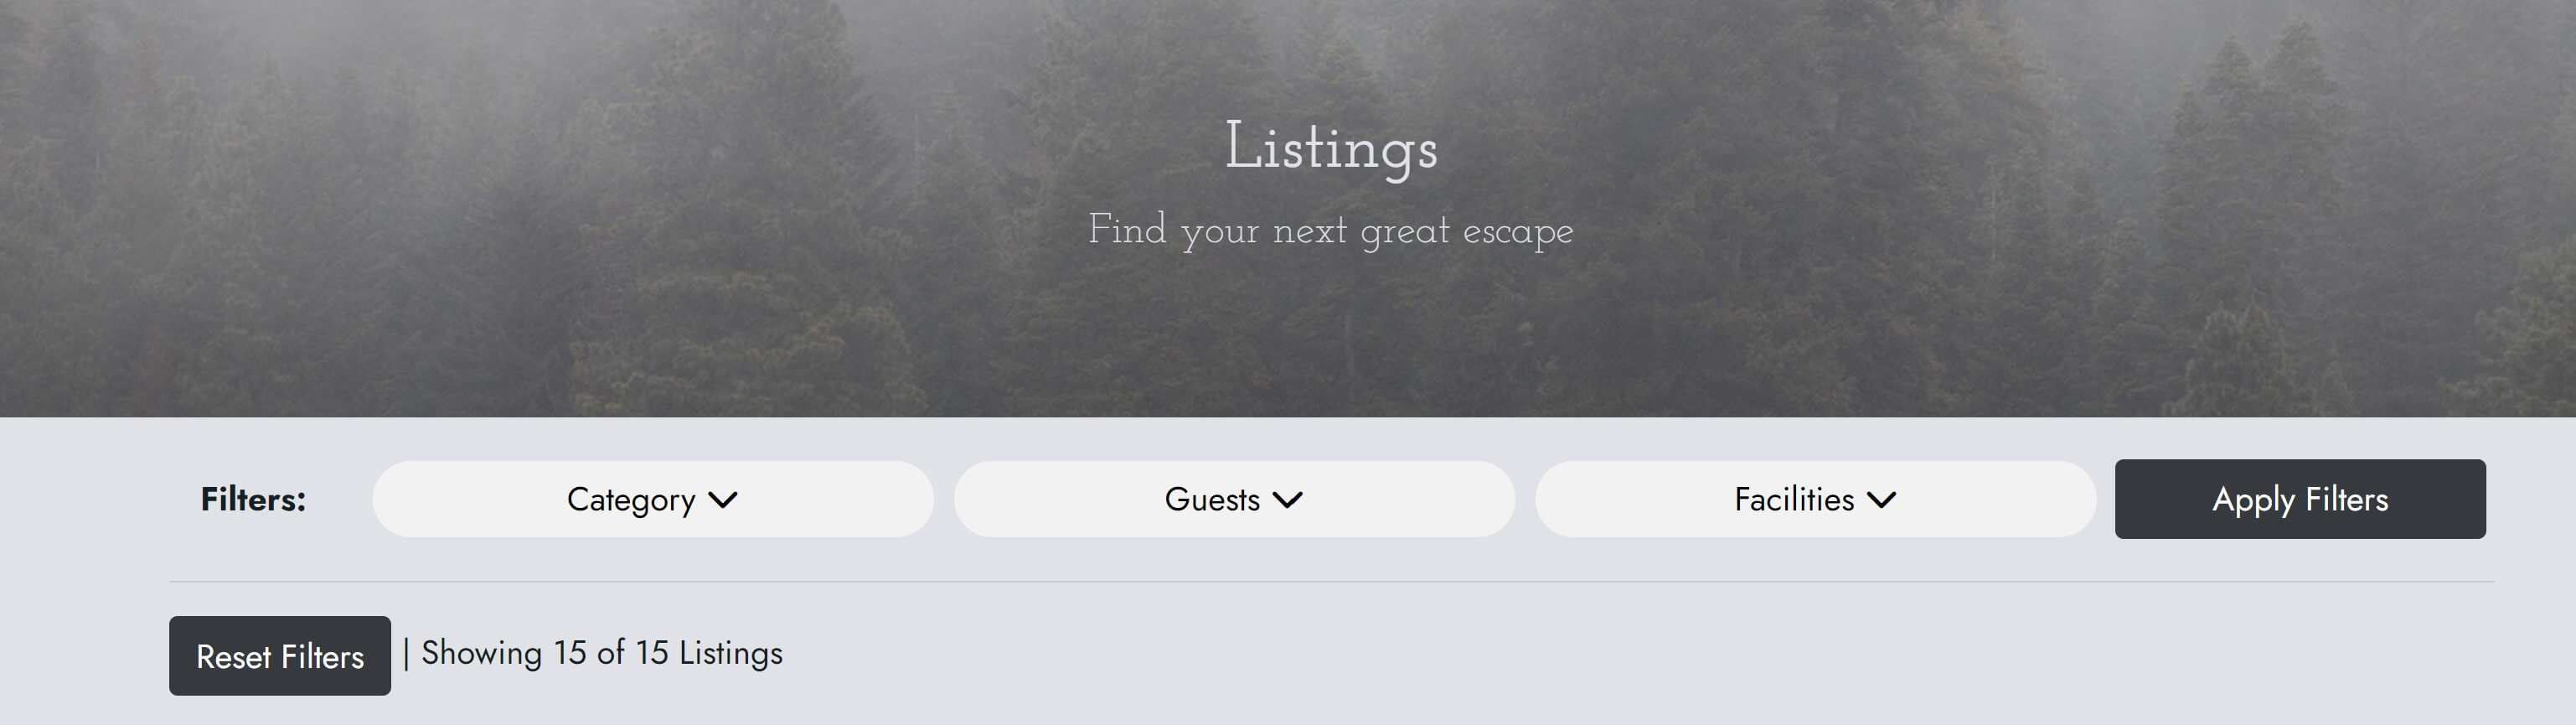 Listings
Find your next great escape
Filters: Category Guests Facilities Apply Filters
Reset Filters | Showing 15 of 15 Listings